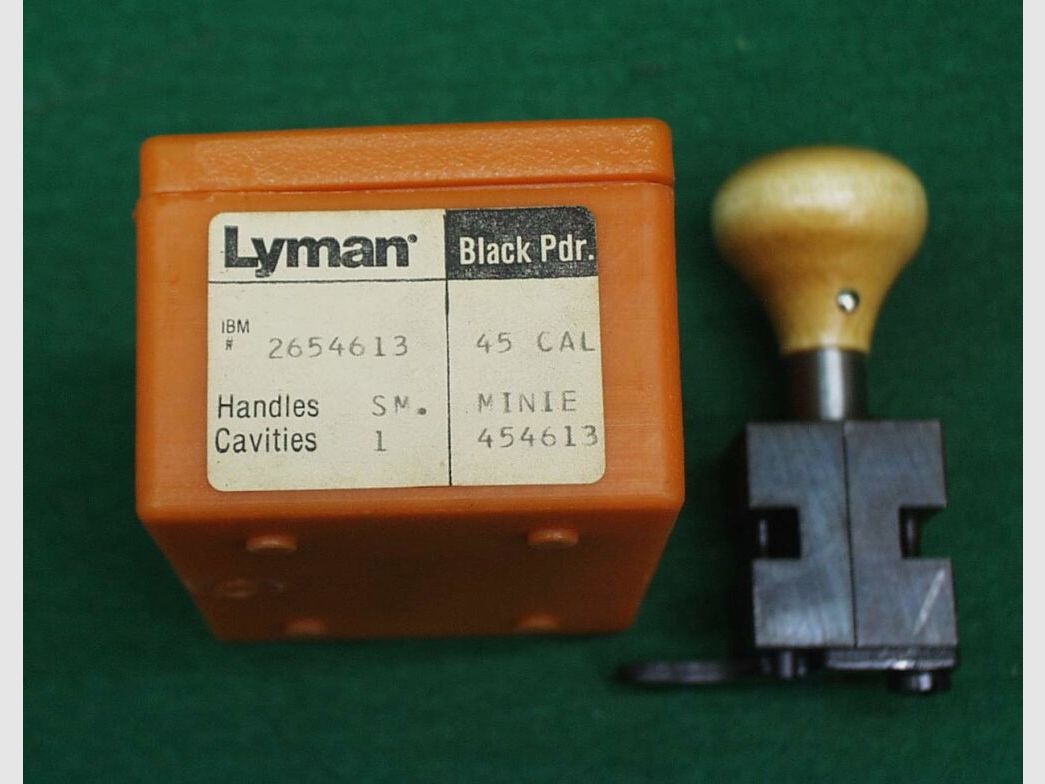 Lyman Black Pdr.
IBM
# 2654613 45 CAL
Handles SM. MINIE
Cavities 1 454613